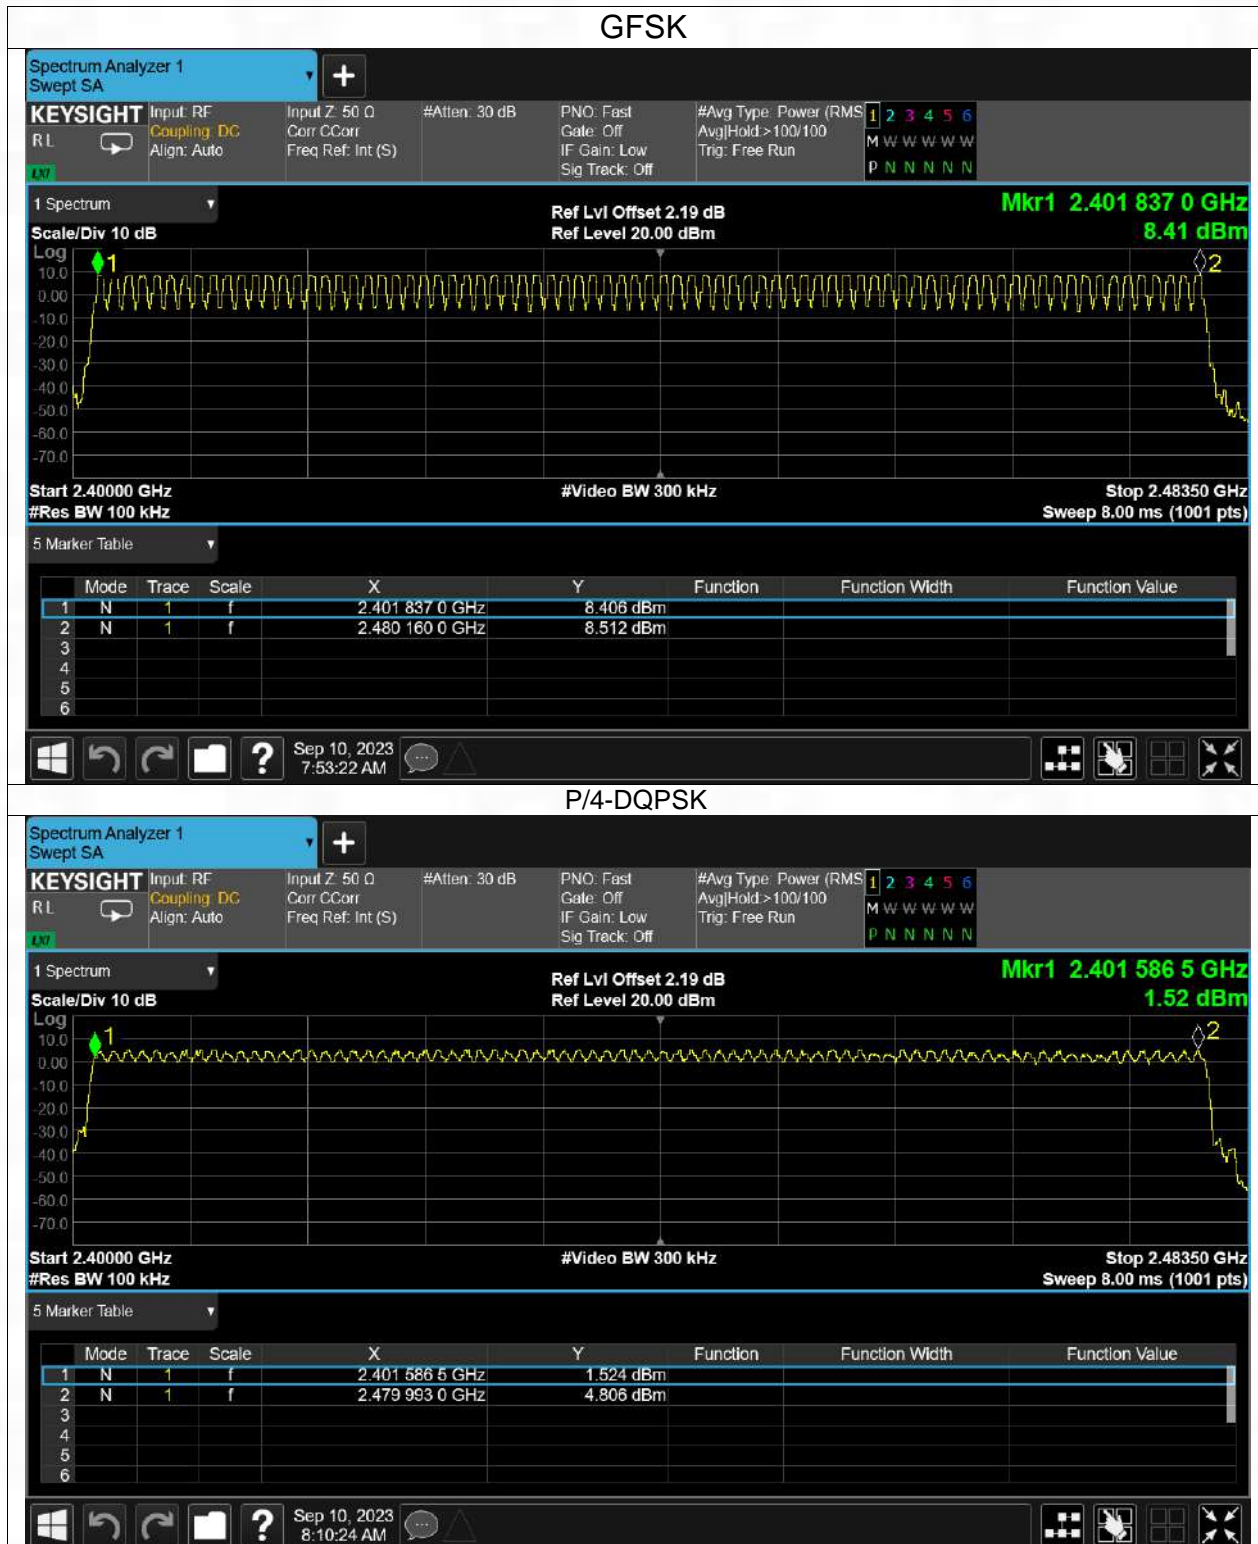 GFSK
Spectrum Analyzer 1
Swept SA
+
KEYSIGHT Input: RF Input Z: 50 Ω #Atten: 30 dB PNO: Fast #Avg Type: Power (RMS 1 2 3 4 5 6
RL Coupling: DC Corr CCorr Gate: Off Avg|Hold:>100/100 M W W W W W
Align: Auto Freq Ref: Int (S) IF Gain: Low Trig: Free Run
LXI Sig Track: Off P N N N N N
1 Spectrum Ref Lvl Offset 2.19 dB Mkr1 2.401 837 0 GHz
Scale/Div 10 dB Ref Level 20.00 dBm 8.41 dBm
Log
1 2
10.0
0.00
-10.0
-20.0
-30.0
-40.0
-50.0
-60.0
-70.0
Start 2.40000 GHz #Video BW 300 kHz Stop 2.48350 GHz
#Res BW 100 kHz Sweep 8.00 ms (1001 pts)
5 Marker Table
Mode Trace Scale X Y Function Function Width Function Value
1 N 1 f 2.401 837 0 GHz 8.406 dBm
2 N 1 f 2.480 160 0 GHz 8.512 dBm
3
4
5
6
? Sep 10, 2023
7:53:22 AM
P/4-DQPSK
Spectrum Analyzer 1
Swept SA
+
KEYSIGHT Input: RF Input Z: 50 Ω #Atten: 30 dB PNO: Fast #Avg Type: Power (RMS 1 2 3 4 5 6
RL Coupling: DC Corr CCorr Gate: Off Avg|Hold:>100/100 M W W W W W
Align: Auto Freq Ref: Int (S) IF Gain: Low Trig: Free Run
LXI Sig Track: Off P N N N N N
1 Spectrum Ref Lvl Offset 2.19 dB Mkr1 2.401 586 5 GHz
Scale/Div 10 dB Ref Level 20.00 dBm 1.52 dBm
Log
1 2
10.0
0.00
-10.0
-20.0
-30.0
-40.0
-50.0
-60.0
-70.0
Start 2.40000 GHz #Video BW 300 kHz Stop 2.48350 GHz
#Res BW 100 kHz Sweep 8.00 ms (1001 pts)
5 Marker Table
Mode Trace Scale X Y Function Function Width Function Value
1 N 1 f 2.401 586 5 GHz 1.524 dBm
2 N 1 f 2.479 993 0 GHz 4.806 dBm
3
4
5
6
? Sep 10, 2023
8:10:24 AM